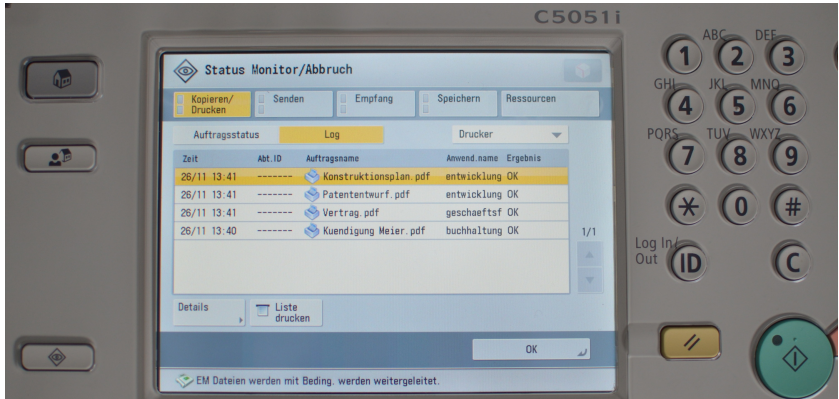 C5051i
Status Monitor/Abbruch
Kopieren/
Drucken
Senden
Empfang
Speichern
Ressourcen
Auftragsstatus
Log
Drucker
Zeit Abt.ID Auftragsname Anwend.name Ergebnis
26/11 13:41 ------- Konstruktionsplan.pdf entwicklung OK
26/11 13:41 ------- Patententwurf.pdf entwicklung OK
26/11 13:41 ------- Vertrag.pdf geschaeftsf OK
26/11 13:40 ------- Kuendigung Meier.pdf buchhaltung OK
1/1
Details
Liste
drucken
OK
EM Dateien werden mit Beding. werden weitergeleitet.
ABC DEF
1 2 3
GHI JKL MNO
4 5 6
PQRS TUV WXYZ
7 8 9
* 0 #
Log In/
Out
ID
C